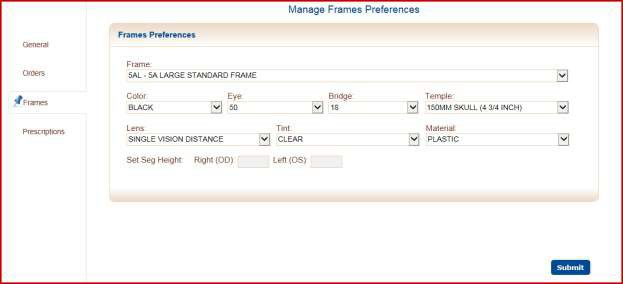 Manage Frames Preferences
General
Orders
Frames
Prescriptions
Frames Preferences
Frame:
5AL - 5A LARGE STANDARD FRAME
Color: Eye: Bridge: Temple:
BLACK 50 18 150MM SKULL (4 3/4 INCH)
Lens: Tint: Material:
SINGLE VISION DISTANCE CLEAR PLASTIC
Set Seg Height: Right (OD): Left (OS):
Submit